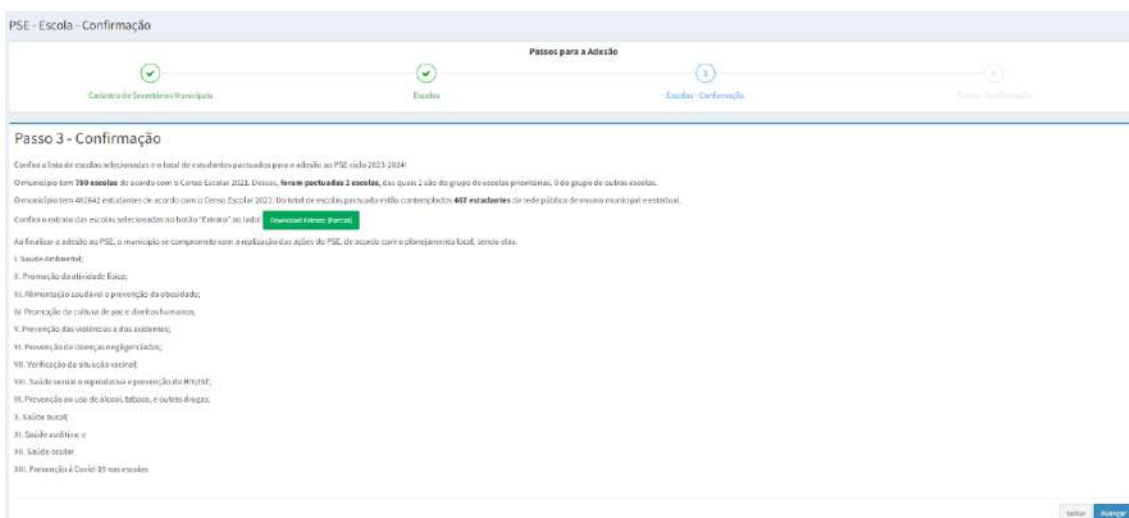 PSE - Escola - Confirmação
Passos para a Adesão
Cadastro de Secretários Municipais
Escolas
3
Escolas - Confirmação
Passo 3 - Confirmação
Confira a lista de escolas selecionadas e o total de estudantes pactuados para a adesão ao PSE ciclo 2023-2024!
O município tem 780 escolas de acordo com o Censo Escolar 2021. Dessas, foram pactuadas 2 escolas, das quais 2 são do grupo de escolas prioritárias, 0 do grupo de outras escolas.
O município tem 482642 estudantes de acordo com o Censo Escolar 2021. Do total de escolas pactuado estão contemplados 467 estudantes da rede pública de ensino municipal e estadual.
Confira o extrato das escolas selecionadas no botão "Extrato" ao lado! Download Extrato (Parcial)
Ao finalizar a adesão ao PSE, o município se compromete com a realização das ações do PSE, de acordo com o planejamento local, sendo elas:
I. Saúde Ambiental;
II. Promoção da atividade física;
III. Alimentação saudável e prevenção da obesidade;
IV. Promoção da cultura de paz e direitos humanos;
V. Prevenção das violências e dos acidentes;
VI. Prevenção de doenças negligenciadas;
VII. Verificação da situação vacinal;
VIII. Saúde sexual e reprodutiva e prevenção do HIV/IST;
IX. Prevenção ao uso de álcool, tabaco, e outras drogas;
X. Saúde bucal;
XI. Saúde auditiva; e
XII. Saúde ocular
XIII. Prevenção à Covid-19 nas escolas
Voltar Avançar